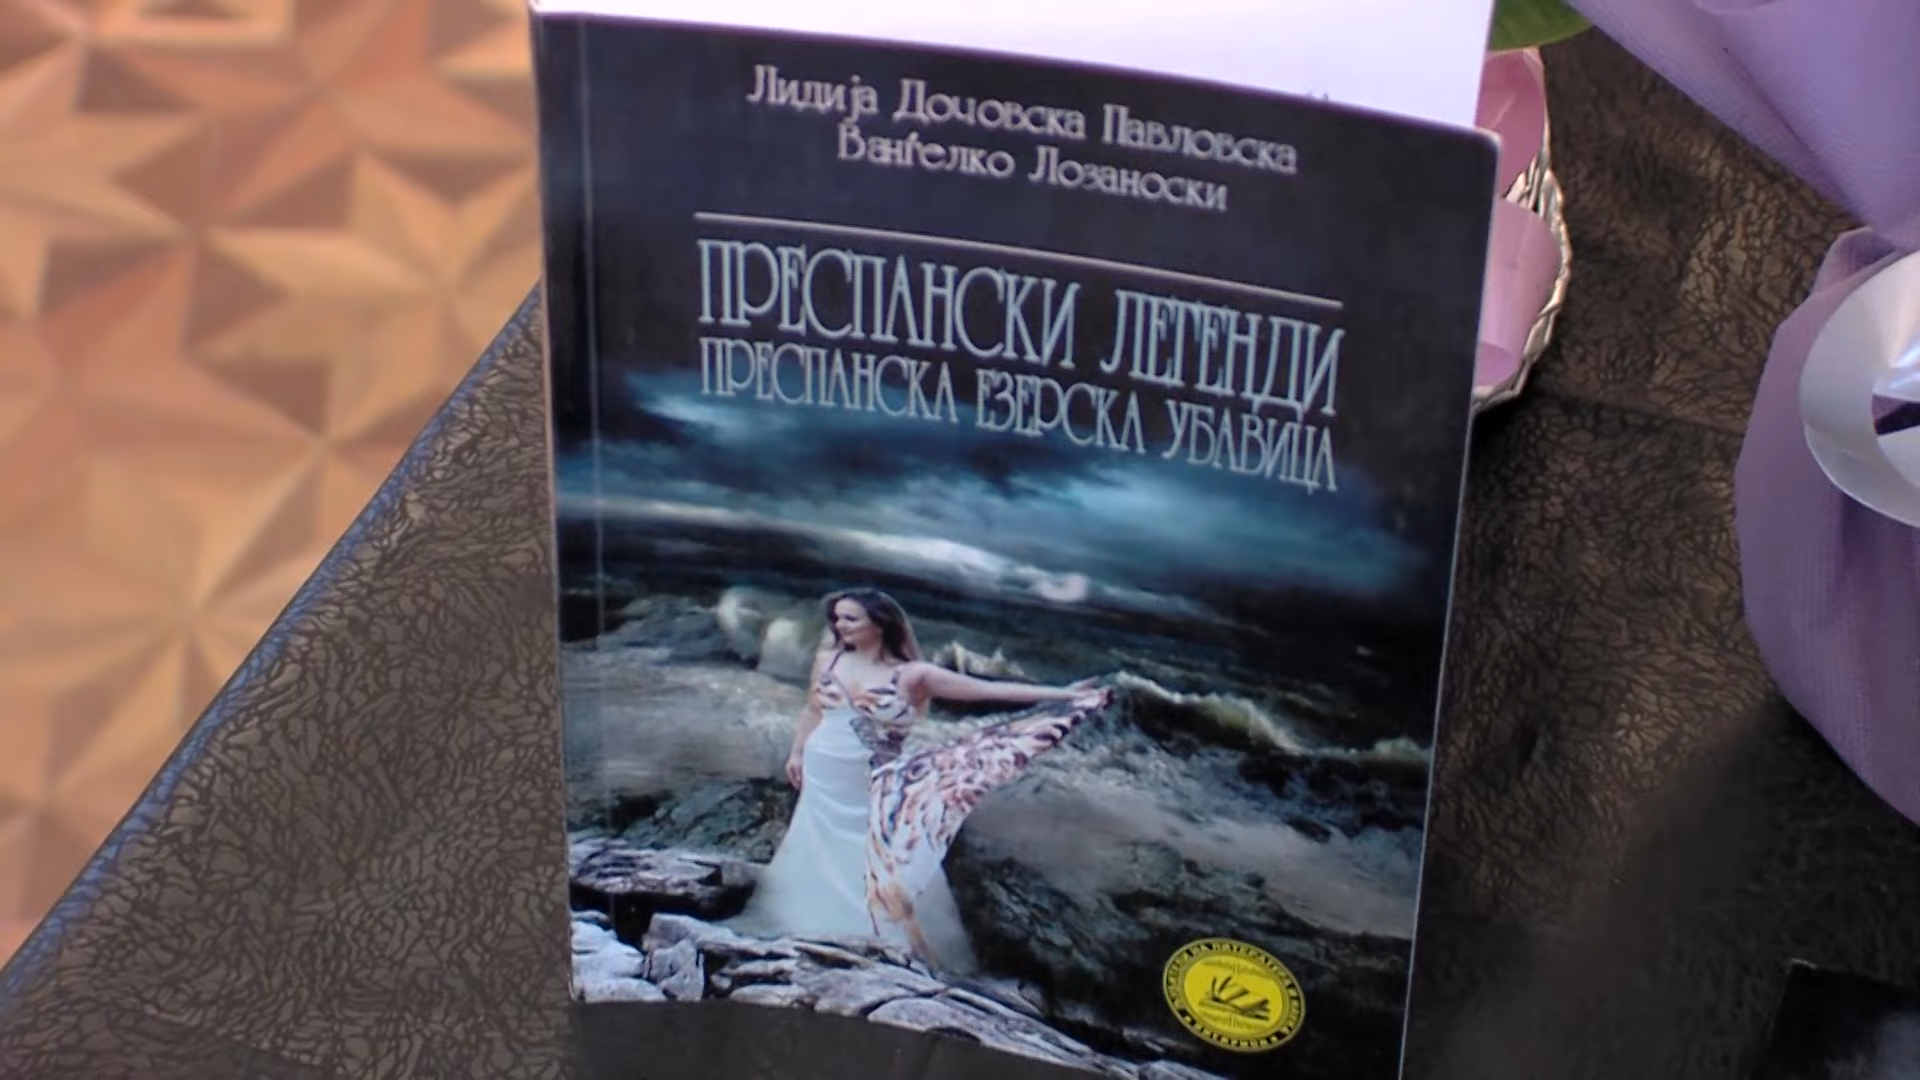 Лидија Дочовска Павловска
Ванѓелко Лозаноски
ПРЕСПАНСКИ ЛЕГЕНДИ
ПРЕСПАНСКА ЕЗЕРСКА УБАВИЦА